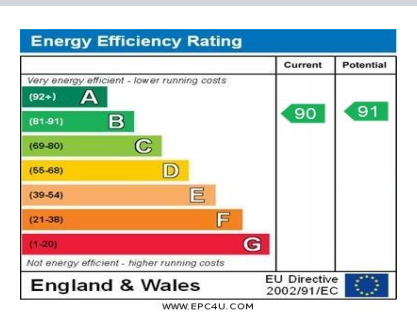 Energy Efficiency Rating
Current Potential
Very energy efficient - lower running costs
(92+) A
(81-91) B
90 91
(69-80) C
(55-68) D
(39-54) E
(21-38) F
(1-20) G
Not energy efficient - higher running costs
England & Wales
EU Directive
2002/91/EC
WWW.EPC4U.COM